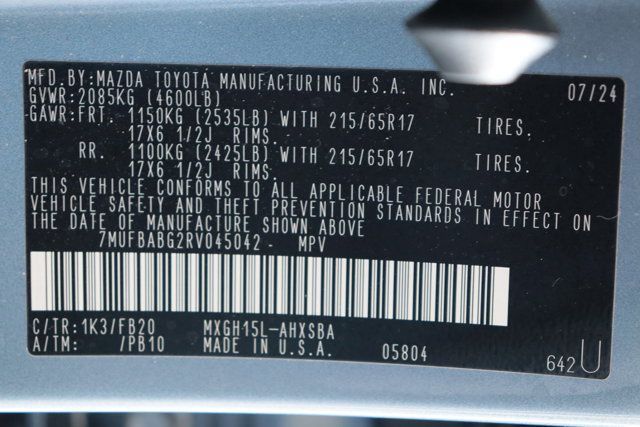 MFD.BY:MAZDA TOYOTA MANUFACTURING U.S.A. INC. 07/24
GVWR:2085KG (4600LB)
GAWR:FRT. 1150KG (2535LB) WITH 215/65R17 TIRES.
17X6 1/2J RIMS.
RR. 1100KG (2425LB) WITH 215/65R17 TIRES.
17X6 1/2J RIMS.
THIS VEHICLE CONFORMS TO ALL APPLICABLE FEDERAL MOTOR
VEHICLE SAFETY AND THEFT PREVENTION STANDARDS IN EFFECT ON
THE DATE OF MANUFACTURE SHOWN ABOVE
7MUFBABG2RV045042 - MPV
C/TR:1K3/FB20 MXGH15L-AHXSBA
A/TM: /PB10 MADE IN U.S.A. 05804 642U